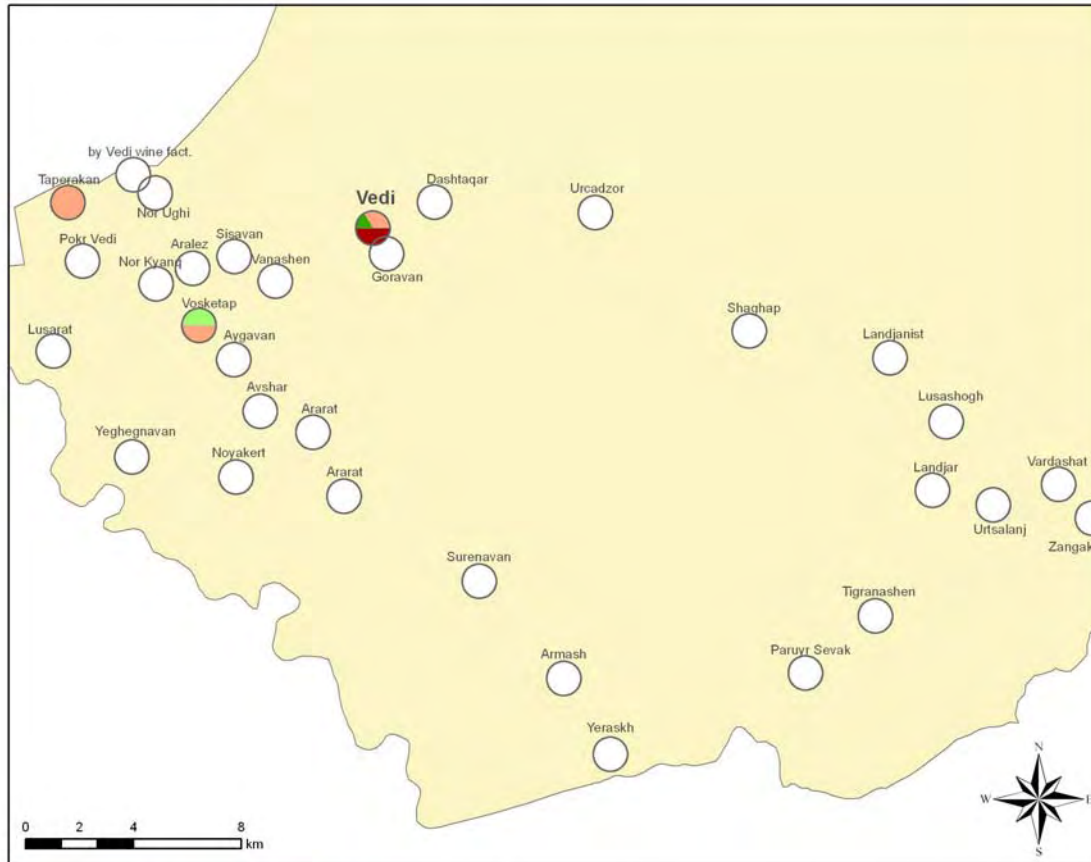 by Vedi wine fact.
Taperakan
Nor Ughi
Vedi
Dashtaqar
Urcadzor
Pokr Vedi
Nor Kyanq
Aralez
Sisavan
Vanashen
Goravan
Vosketap
Lusarat
Aygavan
Shaghap
Landjanist
Avshar
Ararat
Lusashogh
Yeghegnavan
Noyakert
Ararat
Landjar
Vardashat
Urtsalanj
Zangak
Surenavan
Tigranashen
Armash
Paruyr Sevak
Yeraskh
N
W
E
S
0 2 4 8
km